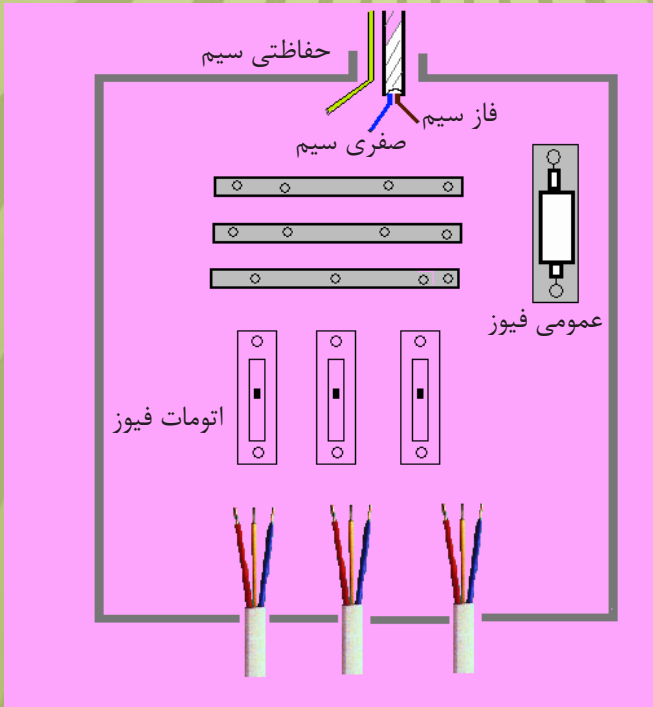 حفاظتی سیم
فاز سیم
صفری سیم
عمومی فیوز
اتومات فیوز